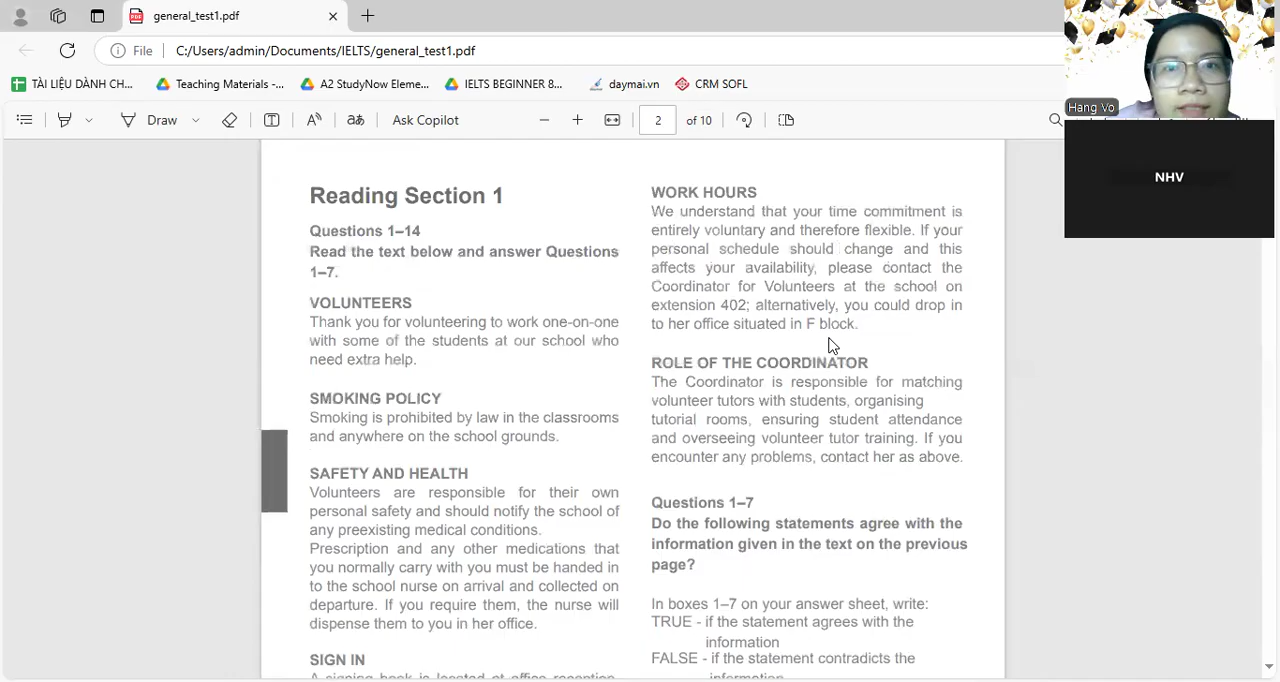 general_test1.pdf
File
C:/Users/admin/Documents/IELTS/general_test1.pdf
TÀI LIỆU DÀNH CH...
Teaching Materials -...
A2 StudyNow Eleme...
IELTS BEGINNER 8...
daymai.vn
CRM SOFL
Draw
Ask Copilot
2
of 10
Hang Vo
NHV
Reading Section 1
Questions 1–14
Read the text below and answer Questions
1–7.
VOLUNTEERS
Thank you for volunteering to work one-on-one
with some of the students at our school who
need extra help.
SMOKING POLICY
Smoking is prohibited by law in the classrooms
and anywhere on the school grounds.
SAFETY AND HEALTH
Volunteers are responsible for their own
personal safety and should notify the school of
any preexisting medical conditions.
Prescription and any other medications that
you normally carry with you must be handed in
to the school nurse on arrival and collected on
departure. If you require them, the nurse will
dispense them to you in her office.
SIGN IN
A signing book is located at office reception
WORK HOURS
We understand that your time commitment is
entirely voluntary and therefore flexible. If your
personal schedule should change and this
affects your availability, please contact the
Coordinator for Volunteers at the school on
extension 402; alternatively, you could drop in
to her office situated in F block.
ROLE OF THE COORDINATOR
The Coordinator is responsible for matching
volunteer tutors with students, organising
tutorial rooms, ensuring student attendance
and overseeing volunteer tutor training. If you
encounter any problems, contact her as above.
Questions 1–7
Do the following statements agree with the
information given in the text on the previous
page?
In boxes 1–7 on your answer sheet, write:
TRUE - if the statement agrees with the
information
FALSE - if the statement contradicts the
information